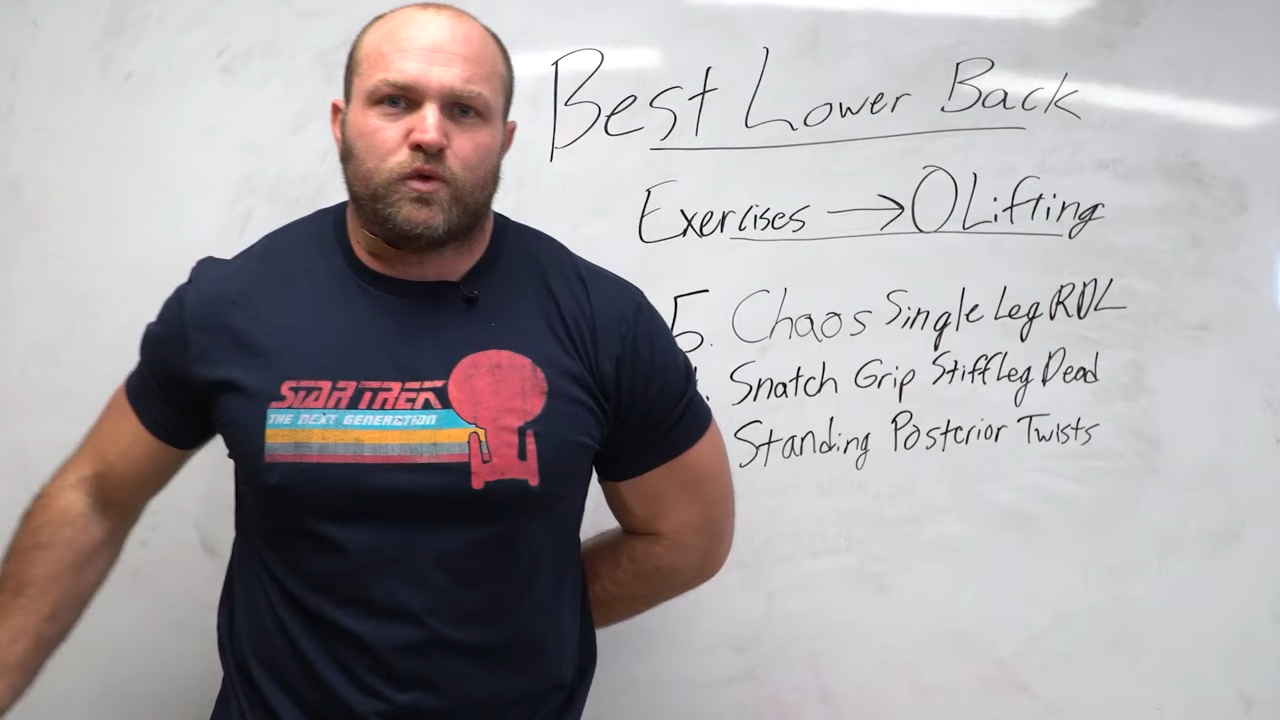 Best Lower Back
Exercises → OLifting
5. Chaos Single Leg RDL
Snatch Grip Stiff Leg Dead
Standing Posterior Twists
STAR TREK
THE NEXT GENERATION